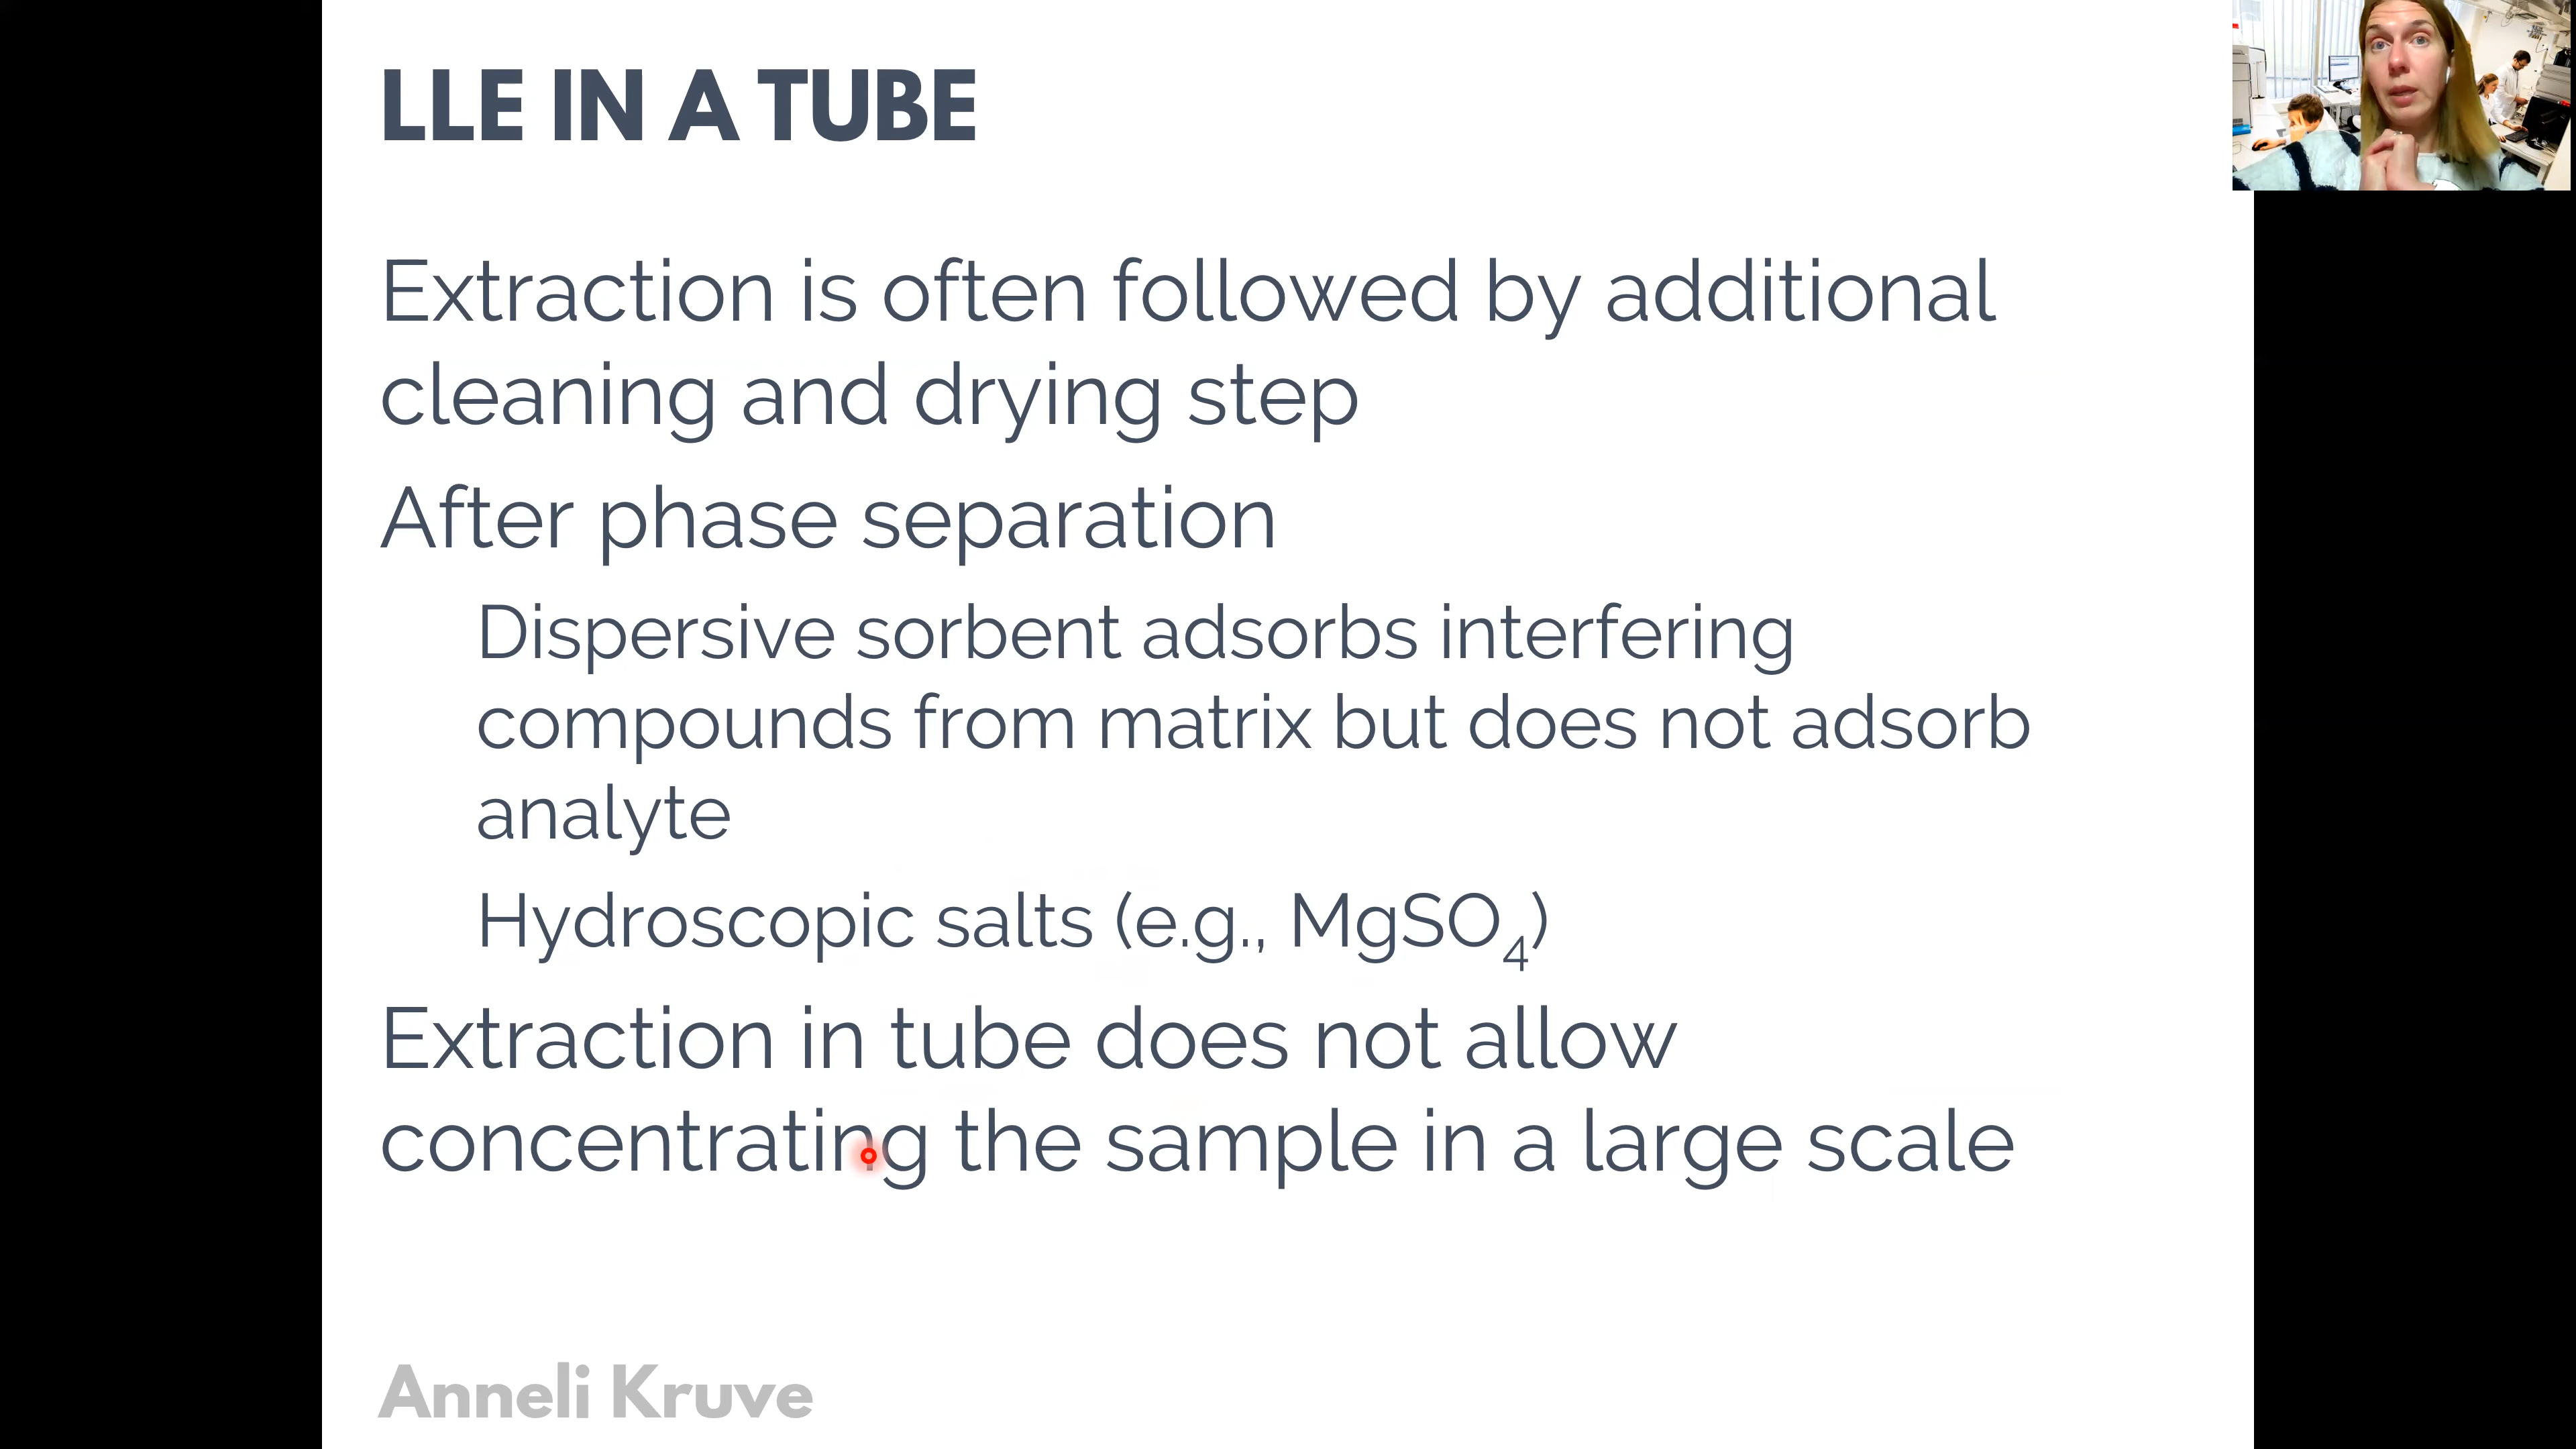 LLE IN A TUBE
Extraction is often followed by additional
cleaning and drying step
After phase separation
Dispersive sorbent adsorbs interfering
compounds from matrix but does not adsorb
analyte
Hydroscopic salts (e.g., MgSO₄)
Extraction in tube does not allow
concentrating the sample in a large scale
Anneli Kruve